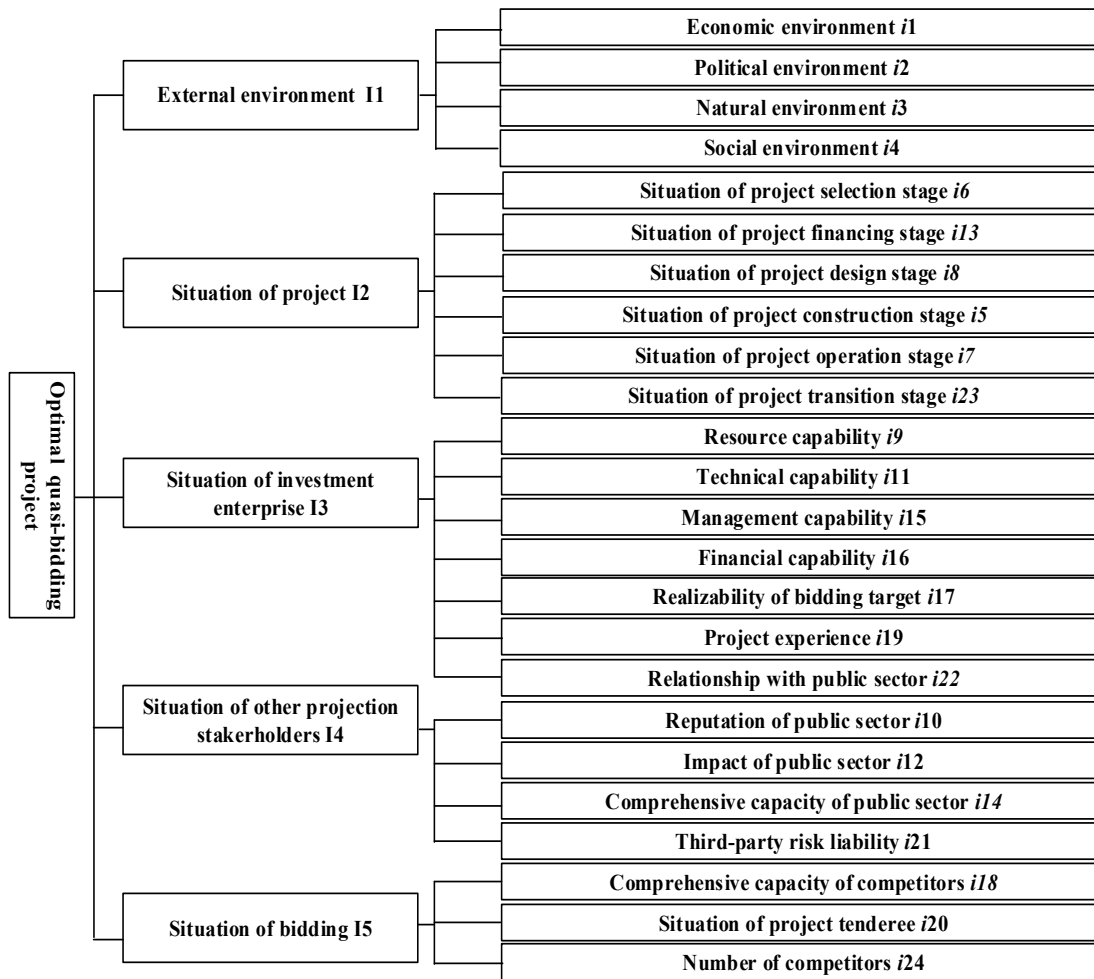 Optimal quasi-bidding
project
External environment I1
Economic environment i1
Political environment i2
Natural environment i3
Social environment i4
Situation of project I2
Situation of project selection stage i6
Situation of project financing stage i13
Situation of project design stage i8
Situation of project construction stage i5
Situation of project operation stage i7
Situation of project transition stage i23
Situation of investment
enterprise I3
Resource capability i9
Technical capability i11
Management capability i15
Financial capability i16
Realizability of bidding target i17
Project experience i19
Relationship with public sector i22
Situation of other projection
stakerholders I4
Reputation of public sector i10
Impact of public sector i12
Comprehensive capacity of public sector i14
Third-party risk liability i21
Situation of bidding I5
Comprehensive capacity of competitors i18
Situation of project tenderee i20
Number of competitors i24